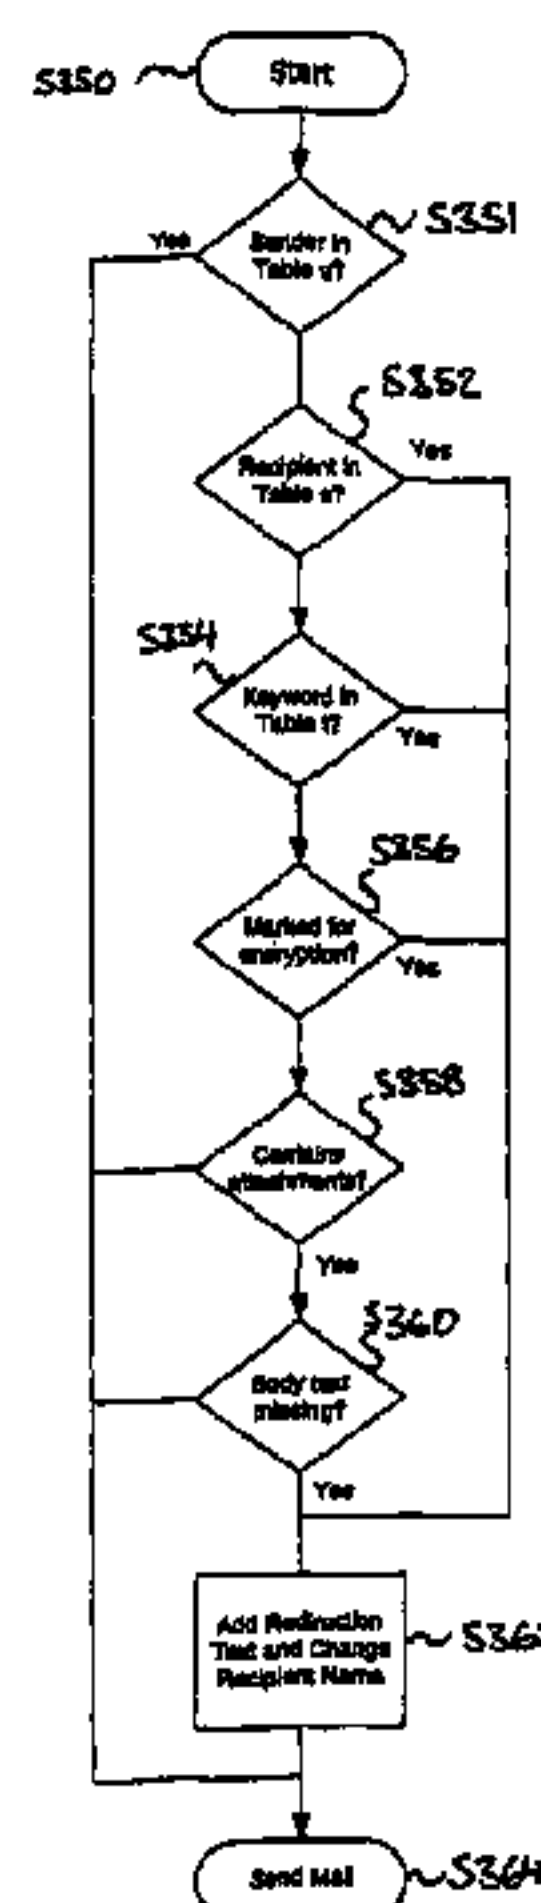 S350
Start
S351
Yes
Sender in
Table
S352
Yes
Recipient in
Table
S354
Keyword in
Table
Yes
S356
Marked for
encryption?
Yes
S358
Contains
attachments?
Yes
S360
Body text
missing?
Yes
Add Redirection
Text and Change
Recipient Name
Send Mail
S364